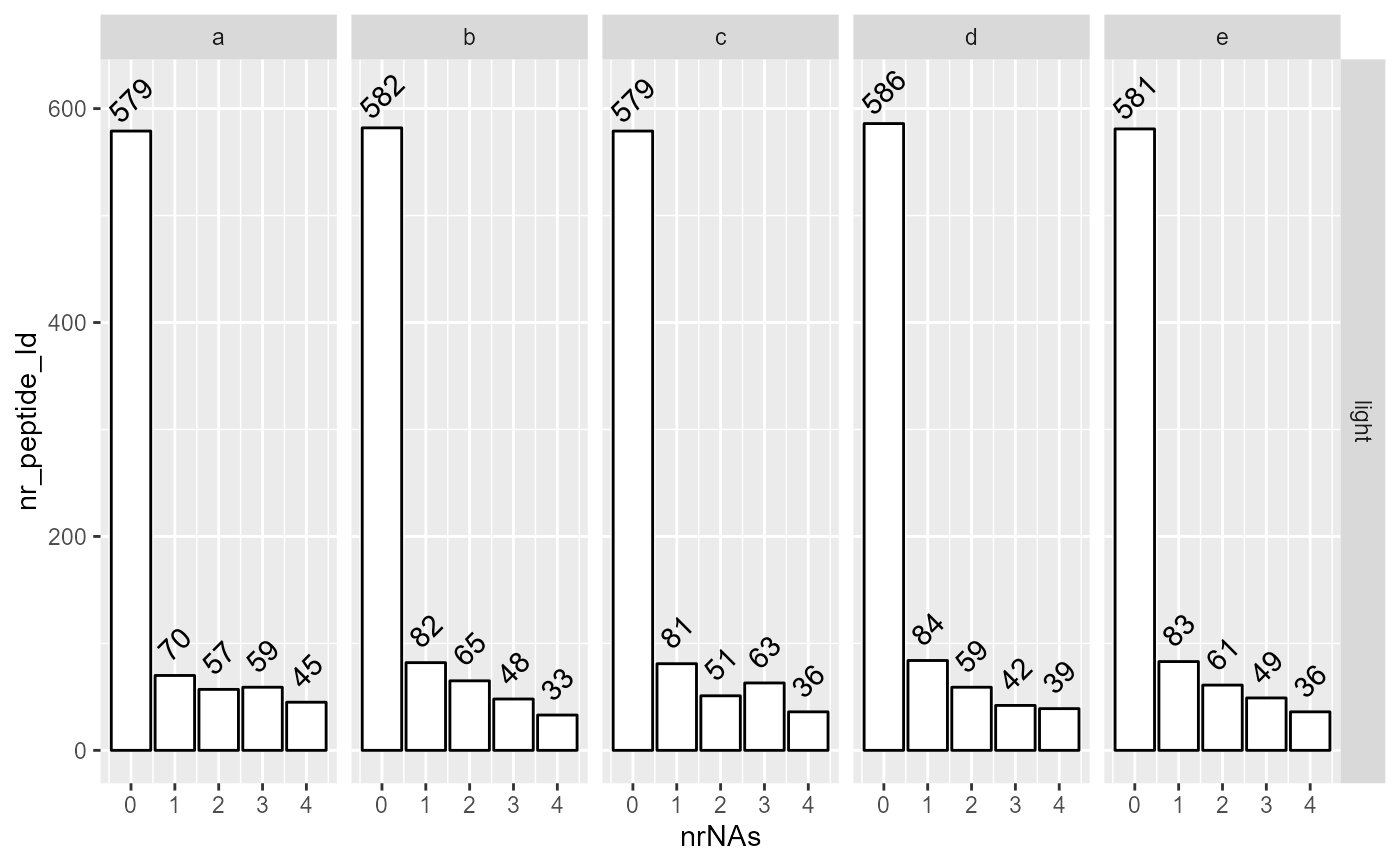 a b c d e
light
nr_peptide_Id
600
400
200
0
579 70 57 59 45
582 82 65 48 33
579 81 51 63 36
586 84 59 42 39
581 83 61 49 36
0 1 2 3 4 0 1 2 3 4 0 1 2 3 4 0 1 2 3 4 0 1 2 3 4
nrNAs